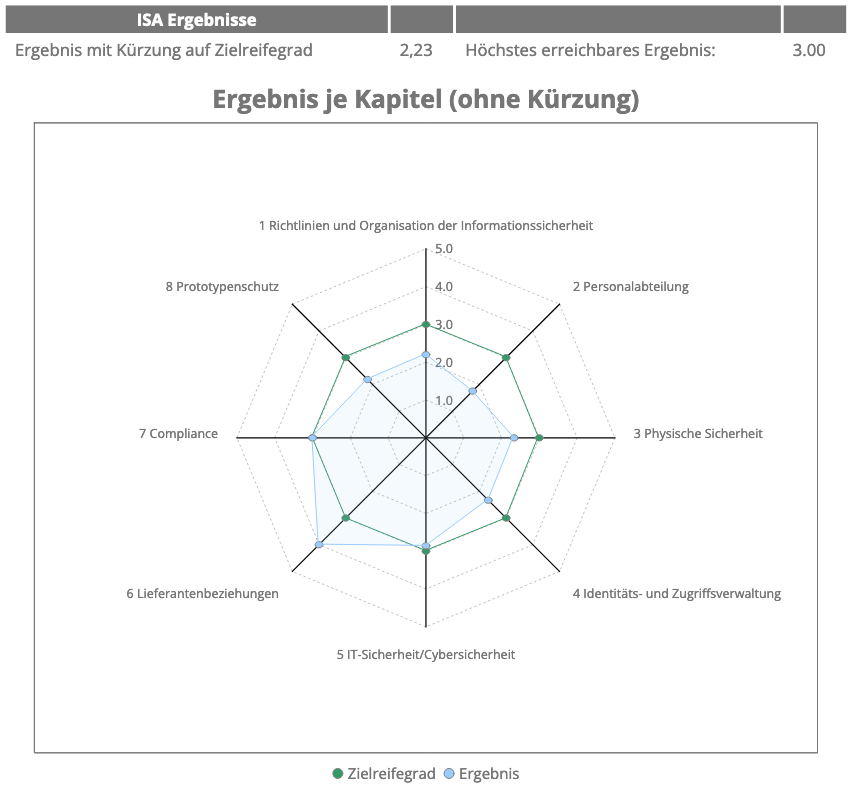 ISA Ergebnisse
Ergebnis mit Kürzung auf Zielreifegrad 2,23 Höchstes erreichbares Ergebnis: 3.00
Ergebnis je Kapitel (ohne Kürzung)
1 Richtlinien und Organisation der Informationssicherheit
5.0
8 Prototypenschutz
2 Personalabteilung
4.0
3.0
2.0
1.0
7 Compliance
3 Physische Sicherheit
6 Lieferantenbeziehungen
4 Identitäts- und Zugriffsverwaltung
5 IT-Sicherheit/Cybersicherheit
Zielreifegrad Ergebnis